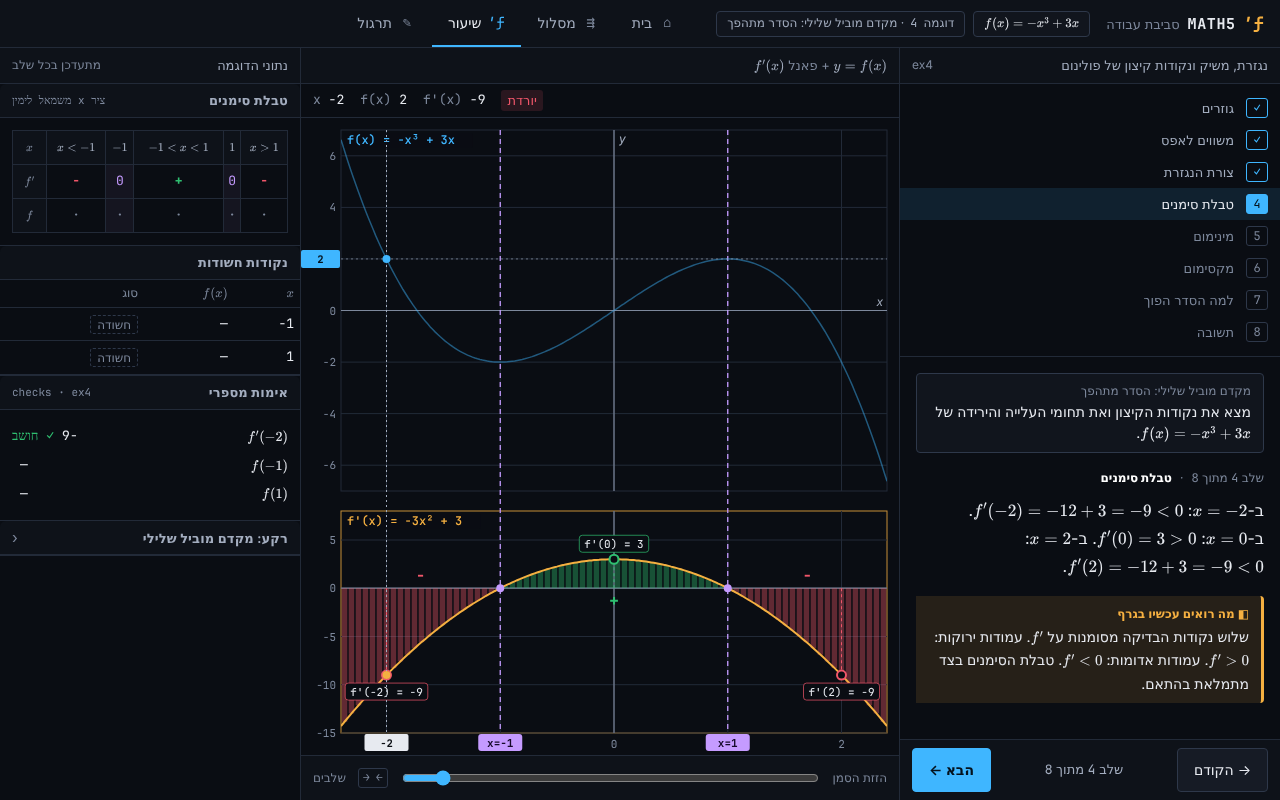 f' MATH5 סביבת עבודה
f(x) = −x³ + 3x
דוגמה 4 · מקדם מוביל שלילי: הסדר מתהפך
בית
מסלול
f' שיעור
תרגול
נגזרת, משיק ונקודות קיצון של פולינום ex4
✓ גוזרים
✓ משווים לאפס
✓ צורת הנגזרת
4 טבלת סימנים
5 מינימום
6 מקסימום
7 למה הסדר הפוך
8 תשובה
מקדם מוביל שלילי: הסדר מתהפך
מצא את נקודות הקיצון ואת תחומי העלייה והירידה של
f(x) = −x³ + 3x.
שלב 4 מתוך 8 · טבלת סימנים
ב-x = −2: f'(−2) = −12 + 3 = −9 < 0.
ב-x = 0: f'(0) = 3 > 0. ב-x = 2:
f'(2) = −12 + 3 = −9 < 0.
מה רואים עכשיו בגרף
שלוש נקודות הבדיקה מסומנות על f'. עמודות ירוקות:
f' > 0. עמודות אדומות: f' < 0. טבלת הסימנים בצד
מתמלאת בהתאם.
→ הקודם
שלב 4 מתוך 8
הבא ←
y = f(x) + פאנל f'(x)
x -2 f(x) 2 f'(x) -9 יורדת
f(x) = -x³ + 3x
y
6
4
2
0
x
-2
-4
-6
f'(x) = -3x² + 3
5
f'(0) = 3
-
-
0
+
-5
-10
f'(-2) = -9
f'(2) = -9
-15
-2
x=-1
0
x=1
2
הזזת הסמן
← →
שלבים
נתוני הדוגמה מתעדכן בכל שלב
טבלת סימנים ציר x משמאל לימין
x x < −1 −1 −1 < x < 1 1 x > 1
f' - 0 + 0 -
f · · · · ·
נקודות חשודות
x f(x) סוג
-1 — חשודה
1 — חשודה
אימות מספרי checks · ex4
f'(−2) -9 ✓ חושב
f(−1) —
f(1) —
רקע: מקדם מוביל שלילי ‹